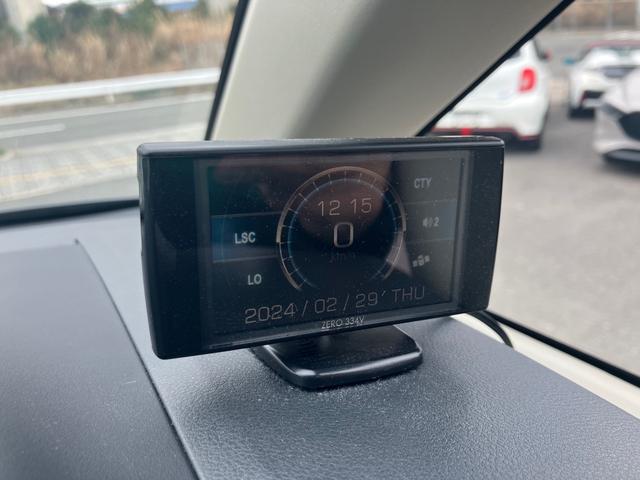 CTY
12 15
LSC
0
2
km/h
LO
2024/02/29 THU
ZERO 334V